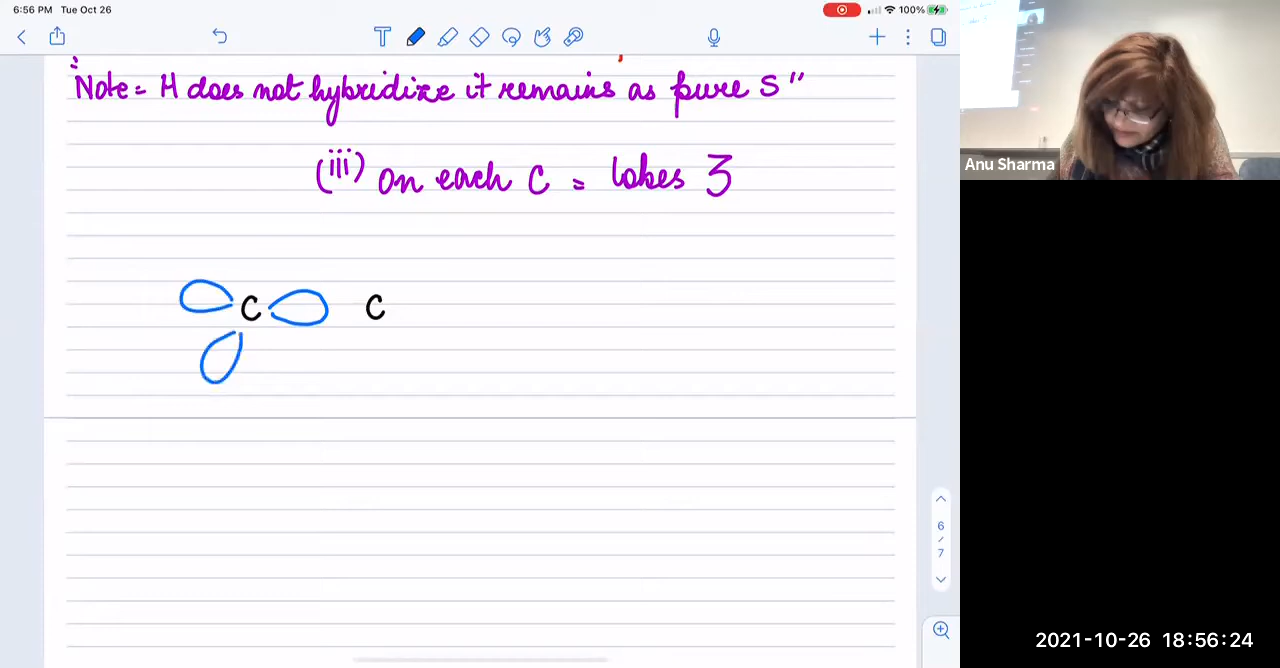 6:56 PM Tue Oct 26
100%
T
Note = H does not hybridize it remains as pure S"
(iii) On each C = lobes 3
C C
6
/
7
Anu Sharma
2021-10-26 18:56:24